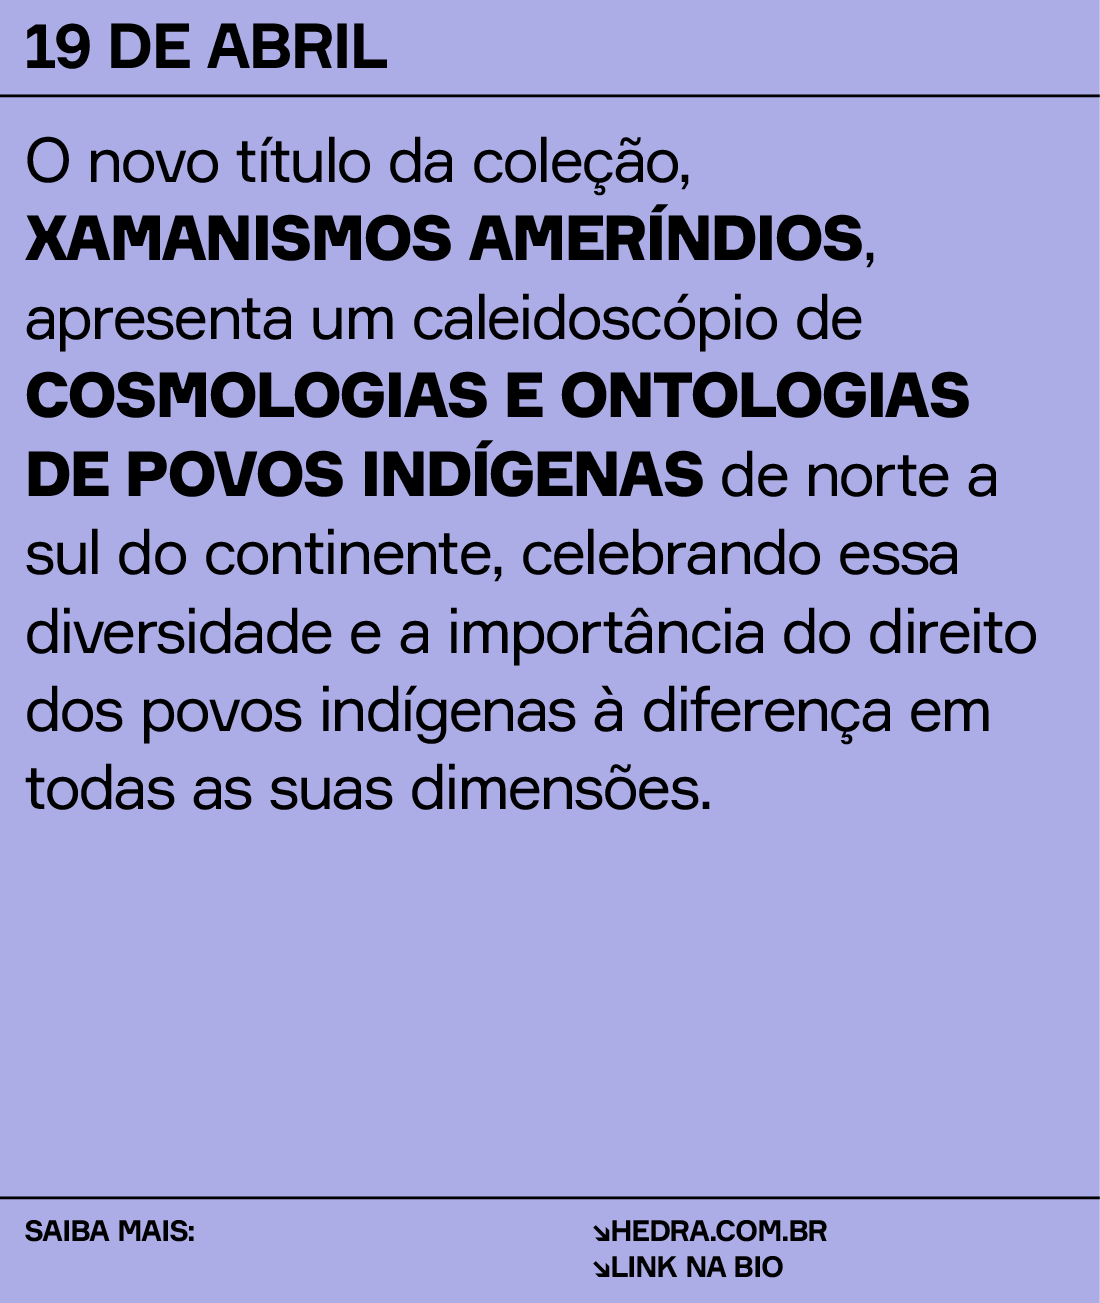 19 DE ABRIL
O novo título da coleção,
XAMANISMOS AMERÍNDIOS,
apresenta um caleidoscópio de
COSMOLOGIAS E ONTOLOGIAS
DE POVOS INDÍGENAS de norte a
sul do continente, celebrando essa
diversidade e a importância do direito
dos povos indígenas à diferença em
todas as suas dimensões.
SAIBA MAIS:
↘HEDRA.COM.BR
↘LINK NA BIO